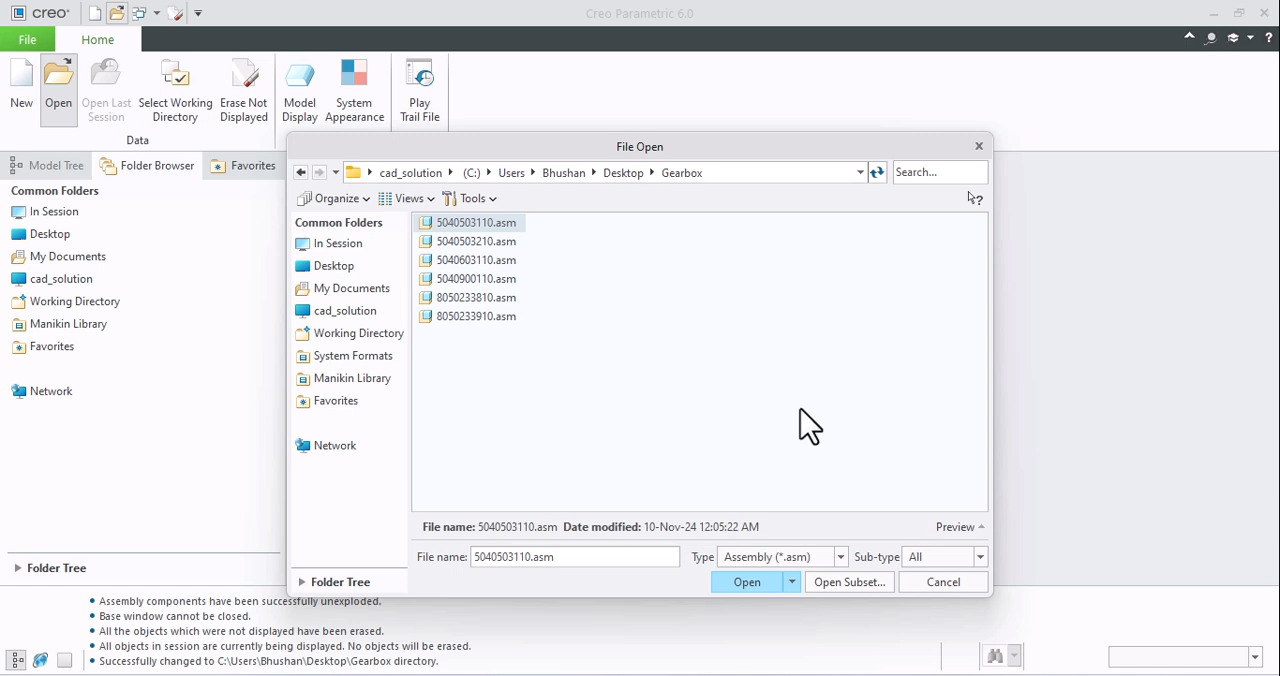 creo
Creo Parametric 6.0
File
Home
New
Open
Open Last
Session
Select Working
Directory
Erase Not
Displayed
Model
Display
System
Appearance
Play
Trail File
Data
Model Tree
Folder Browser
Favorites
Common Folders
In Session
Desktop
My Documents
cad_solution
Working Directory
Manikin Library
Favorites
Network
Folder Tree
File Open
cad_solution (C:) Users Bhushan Desktop Gearbox
Search...
Organize
Views
Tools
Common Folders
In Session
Desktop
My Documents
cad_solution
Working Directory
System Formats
Manikin Library
Favorites
Network
Folder Tree
5040503110.asm
5040503210.asm
5040603110.asm
5040900110.asm
8050233810.asm
8050233910.asm
File name: 5040503110.asm Date modified: 10-Nov-24 12:05:22 AM
Preview
File name: 5040503110.asm
Type Assembly (*.asm)
Sub-type All
Open
Open Subset...
Cancel
• Assembly components have been successfully unexploded.
• Base window cannot be closed.
• All the objects which were not displayed have been erased.
• All objects in session are currently being displayed. No objects will be erased.
• Successfully changed to C:\Users\Bhushan\Desktop\Gearbox directory.